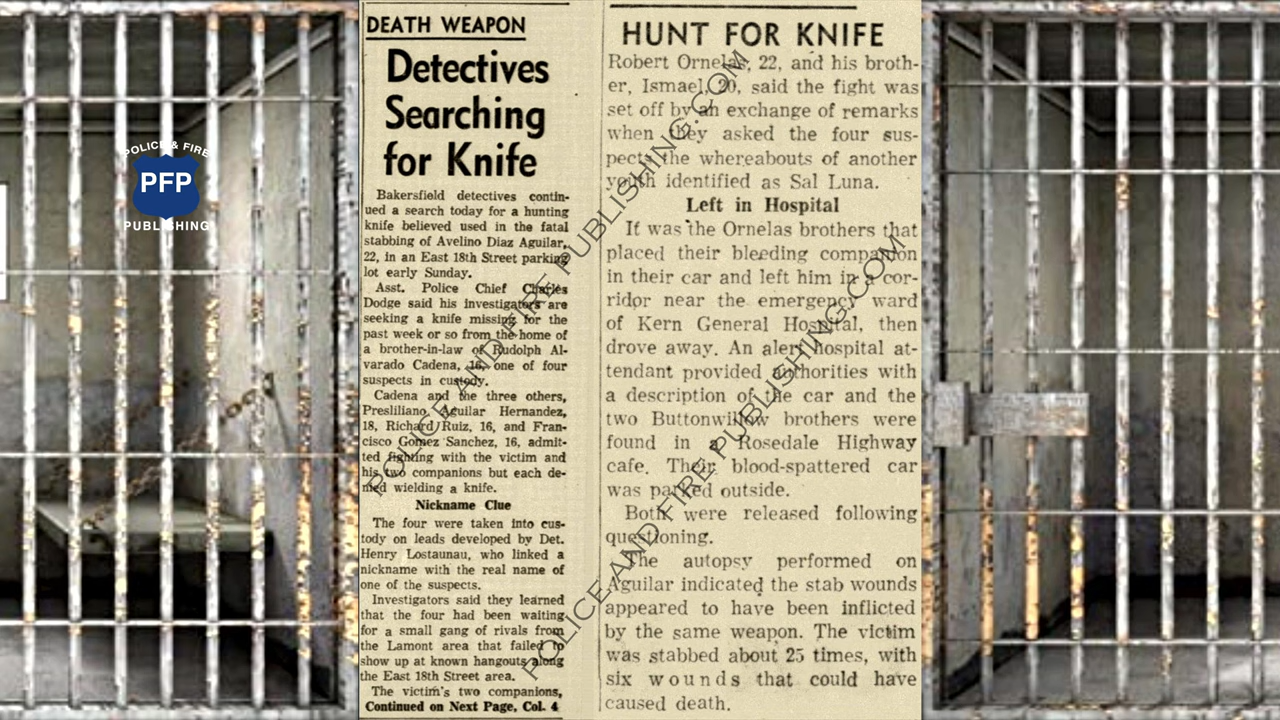 POLICE & FIRE
PFP
PUBLISHING
DEATH WEAPON
Detectives
Searching
for Knife
Bakersfield detectives contin-
ued a search today for a hunting
knife believed used in the fatal
stabbing of Avelino Diaz Aguilar,
22, in an East 18th Street parking
lot early Sunday.
Asst. Police Chief Charles
Dodge said his investigators are
seeking a knife missing for the
past week or so from the home of
a brother-in-law of Rudolph Al-
varado Cadena, 16, one of four
suspects in custody.
Cadena and the three others,
Presliliano Aguilar Hernandez,
18, Richard Ruiz, 16, and Fran-
cisco Gomez Sanchez, 16, admit-
ted fighting with the victim and
his two companions but each de-
nied wielding a knife.
Nickname Clue
The four were taken into cus-
tody on leads developed by Det.
Henry Lostaunau, who linked a
nickname with the real name of
one of the suspects.
Investigators said they learned
that the four had been waiting
for a small gang of rivals from
the Lamont area that failed to
show up at known hangouts along
the East 18th Street area.
The victim's two companions,
Continued on Next Page, Col. 4
HUNT FOR KNIFE
Robert Ornelas, 22, and his broth-
er, Ismael, 20, said the fight was
set off by an exchange of remarks
when they asked the four sus-
pects the whereabouts of another
youth identified as Sal Luna.
Left in Hospital
It was the Ornelas brothers that
placed their bleeding companion
in their car and left him in a cor-
ridor near the emergency ward
of Kern General Hospital, then
drove away. An alert hospital at-
tendant provided authorities with
a description of the car and the
two Buttonwillow brothers were
found in a Rosedale Highway
cafe. Their blood-spattered car
was parked outside.
Both were released following
questioning.
The autopsy performed on
Aguilar indicated the stab wounds
appeared to have been inflicted
by the same weapon. The victim
was stabbed about 25 times, with
six wounds that could have
caused death.
POLICE AND FIRE PUBLISHING.COM
POLICE AND FIRE PUBLISHING.COM